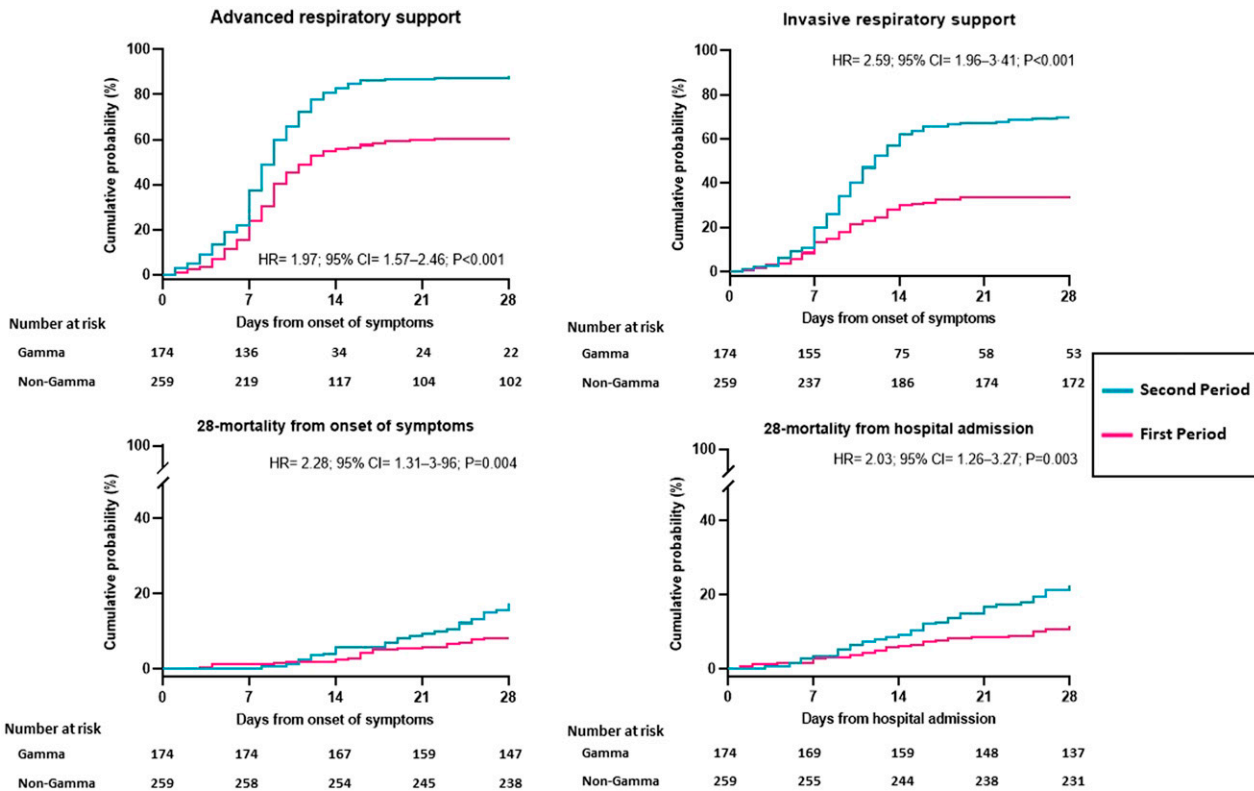 Advanced respiratory support
Cumulative probability (%)
100
80
60
40
20
0
HR= 1.97; 95% CI= 1.57–2.46; P<0.001
0 7 14 21 28
Days from onset of symptoms
Number at risk
Gamma 174 136 34 24 22
Non-Gamma 259 219 117 104 102
Invasive respiratory support
Cumulative probability (%)
100
80
60
40
20
0
HR= 2.59; 95% CI= 1.96–3·41; P<0.001
0 7 14 21 28
Days from onset of symptoms
Number at risk
Gamma 174 155 75 58 53
Non-Gamma 259 237 186 174 172
Second Period
First Period
28-mortality from onset of symptoms
Cumulative probability (%)
100
40
20
0
HR= 2.28; 95% CI= 1.31–3-96; P=0.004
0 7 14 21 28
Days from onset of symptoms
Number at risk
Gamma 174 174 167 159 147
Non-Gamma 259 258 254 245 238
28-mortality from hospital admission
Cumulative probability (%)
100
40
20
0
HR= 2.03; 95% CI= 1.26–3.27; P=0.003
0 7 14 21 28
Days from hospital admission
Number at risk
Gamma 174 169 159 148 137
Non-Gamma 259 255 244 238 231